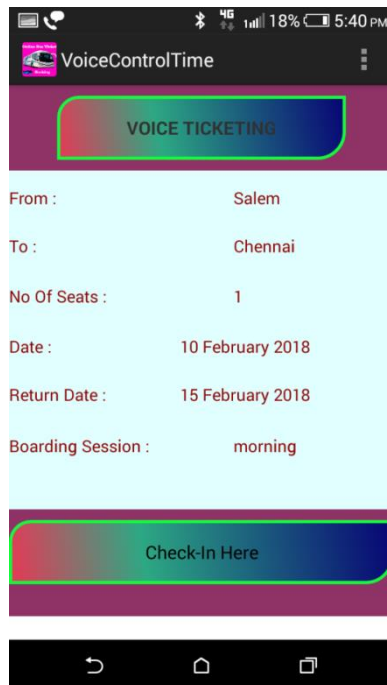 4G 18% 5:40 PM
VoiceControlTime
VOICE TICKETING
From : Salem
To : Chennai
No Of Seats : 1
Date : 10 February 2018
Return Date : 15 February 2018
Boarding Session : morning
Check-In Here